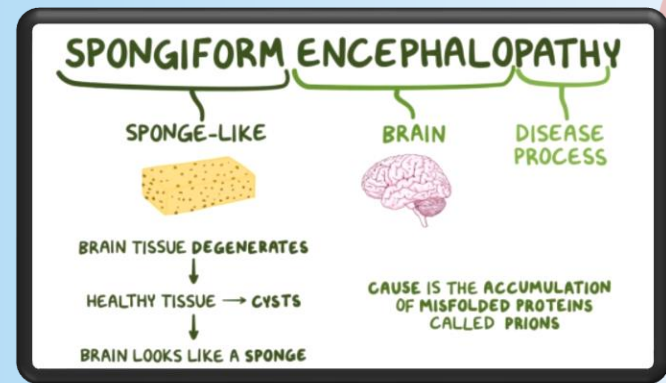 SPONGIFORM ENCEPHALOPATHY
SPONGE-LIKE
BRAIN
DISEASE
PROCESS
BRAIN TISSUE DEGENERATES
↓
HEALTHY TISSUE → CYSTS
↓
BRAIN LOOKS LIKE A SPONGE
CAUSE IS THE ACCUMULATION
OF MISFOLDED PROTEINS
CALLED PRIONS